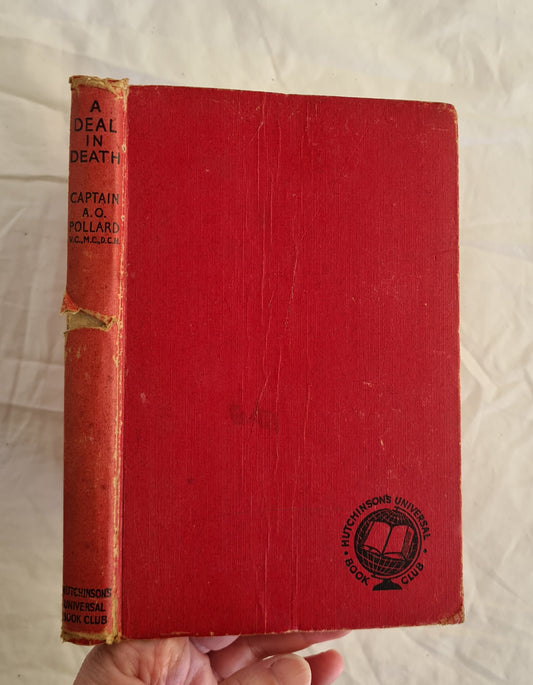 A
DEAL
IN
DEATH
CAPTAIN
A.O.
POLLARD
V.C., M.C., D.C.M.
HUTCHINSON'S
UNIVERSAL
BOOK CLUB
HUTCHINSON'S UNIVERSAL
BOOK CLUB